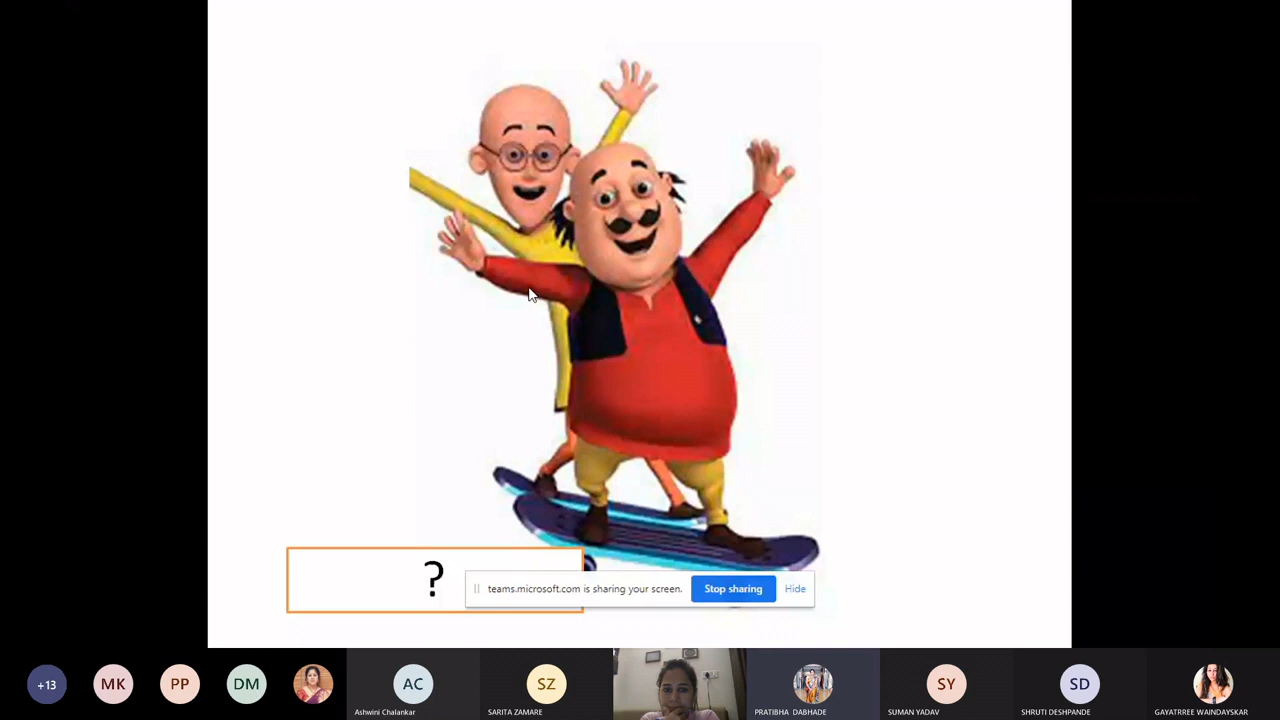 ?
teams.microsoft.com is sharing your screen.
Stop sharing
Hide
+13
MK
PP
DM
AC
Ashwini Chalankar
SZ
SARITA ZAMARE
PRATIBHA DABHADE
SY
SUMAN YADAV
SD
SHRUTI DESHPANDE
GAYATRREE WAINDAYSKAR